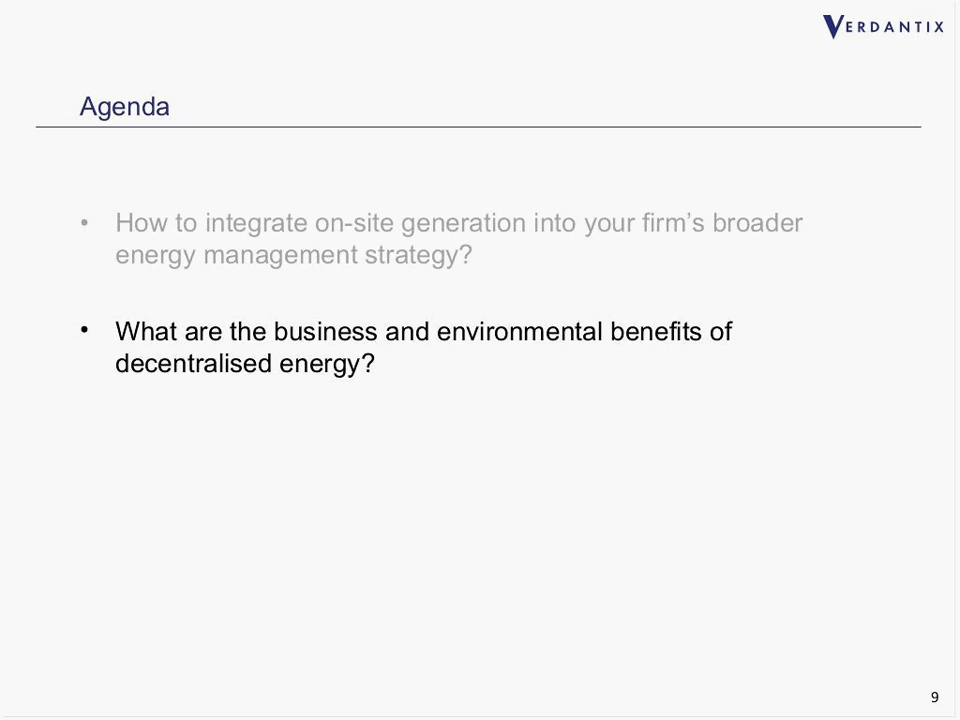 VERDANTIX
Agenda
• How to integrate on-site generation into your firm’s broader
energy management strategy?
• What are the business and environmental benefits of
decentralised energy?
9